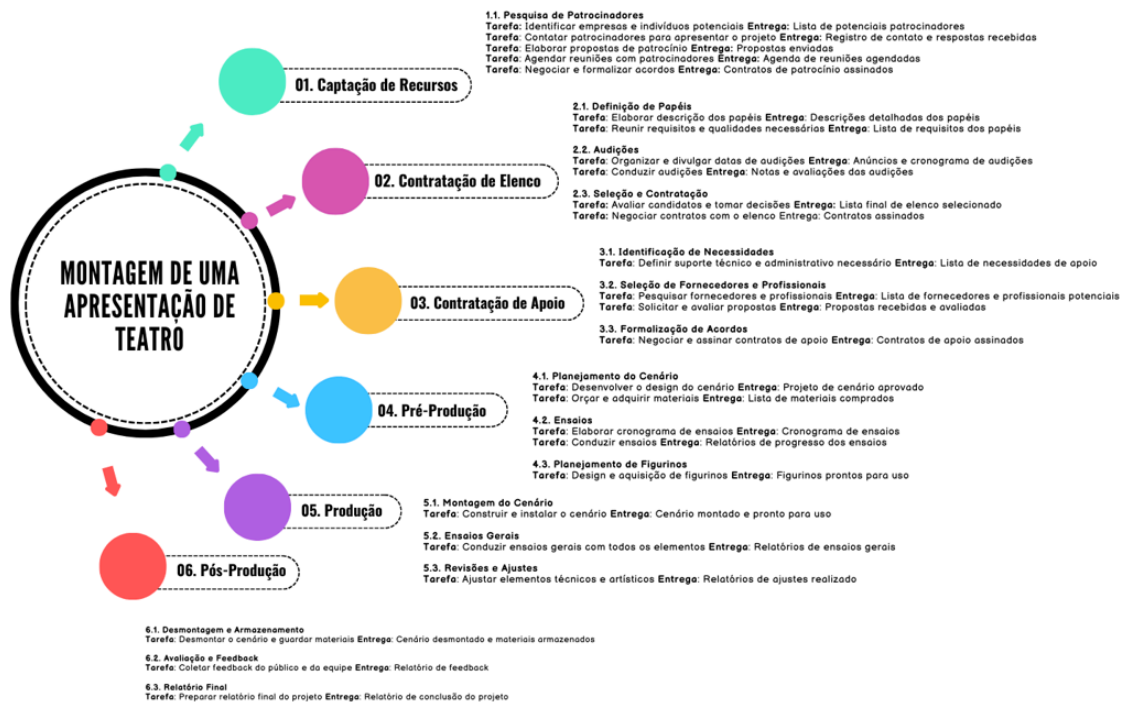 MONTAGEM DE UMA
APRESENTAÇÃO DE
TEATRO
01. Captação de Recursos
1.1. Pesquisa de Patrocinadores
Tarefa: Identificar empresas e indivíduos potenciais Entrega: Lista de potenciais patrocinadores
Tarefa: Contatar patrocinadores para apresentar o projeto Entrega: Registro de contato e respostas recebidas
Tarefa: Elaborar propostas de patrocínio Entrega: Propostas enviadas
Tarefa: Agendar reuniões com patrocinadores Entrega: Agenda de reuniões agendadas
Tarefa: Negociar e formalizar acordos Entrega: Contratos de patrocínio assinados
02. Contratação de Elenco
2.1. Definição de Papéis
Tarefa: Elaborar descrição dos papéis Entrega: Descrições detalhadas dos papéis
Tarefa: Reunir requisitos e qualidades necessárias Entrega: Lista de requisitos dos papéis
2.2. Audições
Tarefa: Organizar e divulgar datas de audições Entrega: Anúncios e cronograma de audições
Tarefa: Conduzir audições Entrega: Notas e avaliações das audições
2.3. Seleção e Contratação
Tarefa: Avaliar candidatos e tomar decisões Entrega: Lista final de elenco selecionado
Tarefa: Negociar contratos com o elenco Entrega: Contratos assinados
03. Contratação de Apoio
3.1. Identificação de Necessidades
Tarefa: Definir suporte técnico e administrativo necessário Entrega: Lista de necessidades de apoio
3.2. Seleção de Fornecedores e Profissionais
Tarefa: Pesquisar fornecedores e profissionais Entrega: Lista de fornecedores e profissionais potenciais
Tarefa: Solicitar e avaliar propostas Entrega: Propostas recebidas e avaliadas
3.3. Formalização de Acordos
Tarefa: Negociar e assinar contratos de apoio Entrega: Contratos de apoio assinados
04. Pré-Produção
4.1. Planejamento do Cenário
Tarefa: Desenvolver o design do cenário Entrega: Projeto de cenário aprovado
Tarefa: Orçar e adquirir materiais Entrega: Lista de materiais comprados
4.2. Ensaios
Tarefa: Elaborar cronograma de ensaios Entrega: Cronograma de ensaios
Tarefa: Conduzir ensaios Entrega: Relatórios de progresso dos ensaios
4.3. Planejamento de Figurinos
Tarefa: Design e aquisição de figurinos Entrega: Figurinos prontos para uso
05. Produção
5.1. Montagem do Cenário
Tarefa: Construir e instalar o cenário Entrega: Cenário montado e pronto para uso
5.2. Ensaios Gerais
Tarefa: Conduzir ensaios gerais com todos os elementos Entrega: Relatórios de ensaios gerais
5.3. Revisões e Ajustes
Tarefa: Ajustar elementos técnicos e artísticos Entrega: Relatórios de ajustes realizado
06. Pós-Produção
6.1. Desmontagem e Armazenamento
Tarefa: Desmontar o cenário e guardar materiais Entrega: Cenário desmontado e materiais armazenados
6.2. Avaliação e Feedback
Tarefa: Coletar feedback do público e da equipe Entrega: Relatório de feedback
6.3. Relatório Final
Tarefa: Preparar relatório final do projeto Entrega: Relatório de conclusão do projeto